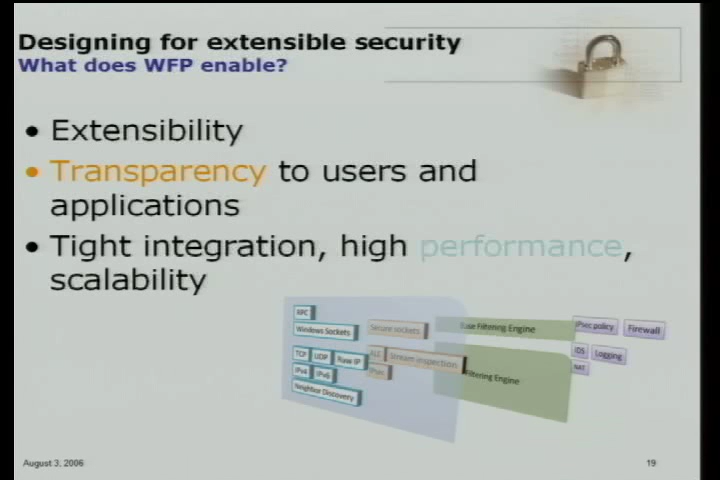 Designing for extensible security
What does WFP enable?
• Extensibility
• Transparency to users and
applications
• Tight integration, high performance,
scalability
RPC
Windows Sockets
Secure sockets
Base Filtering Engine
IPsec policy
Firewall
TCP
UDP
Raw IP
ALE
Stream inspection
Filtering Engine
IDS
Logging
IPv4
IPv6
IPsec
NAT
Neighbor Discovery
August 3, 2006
19